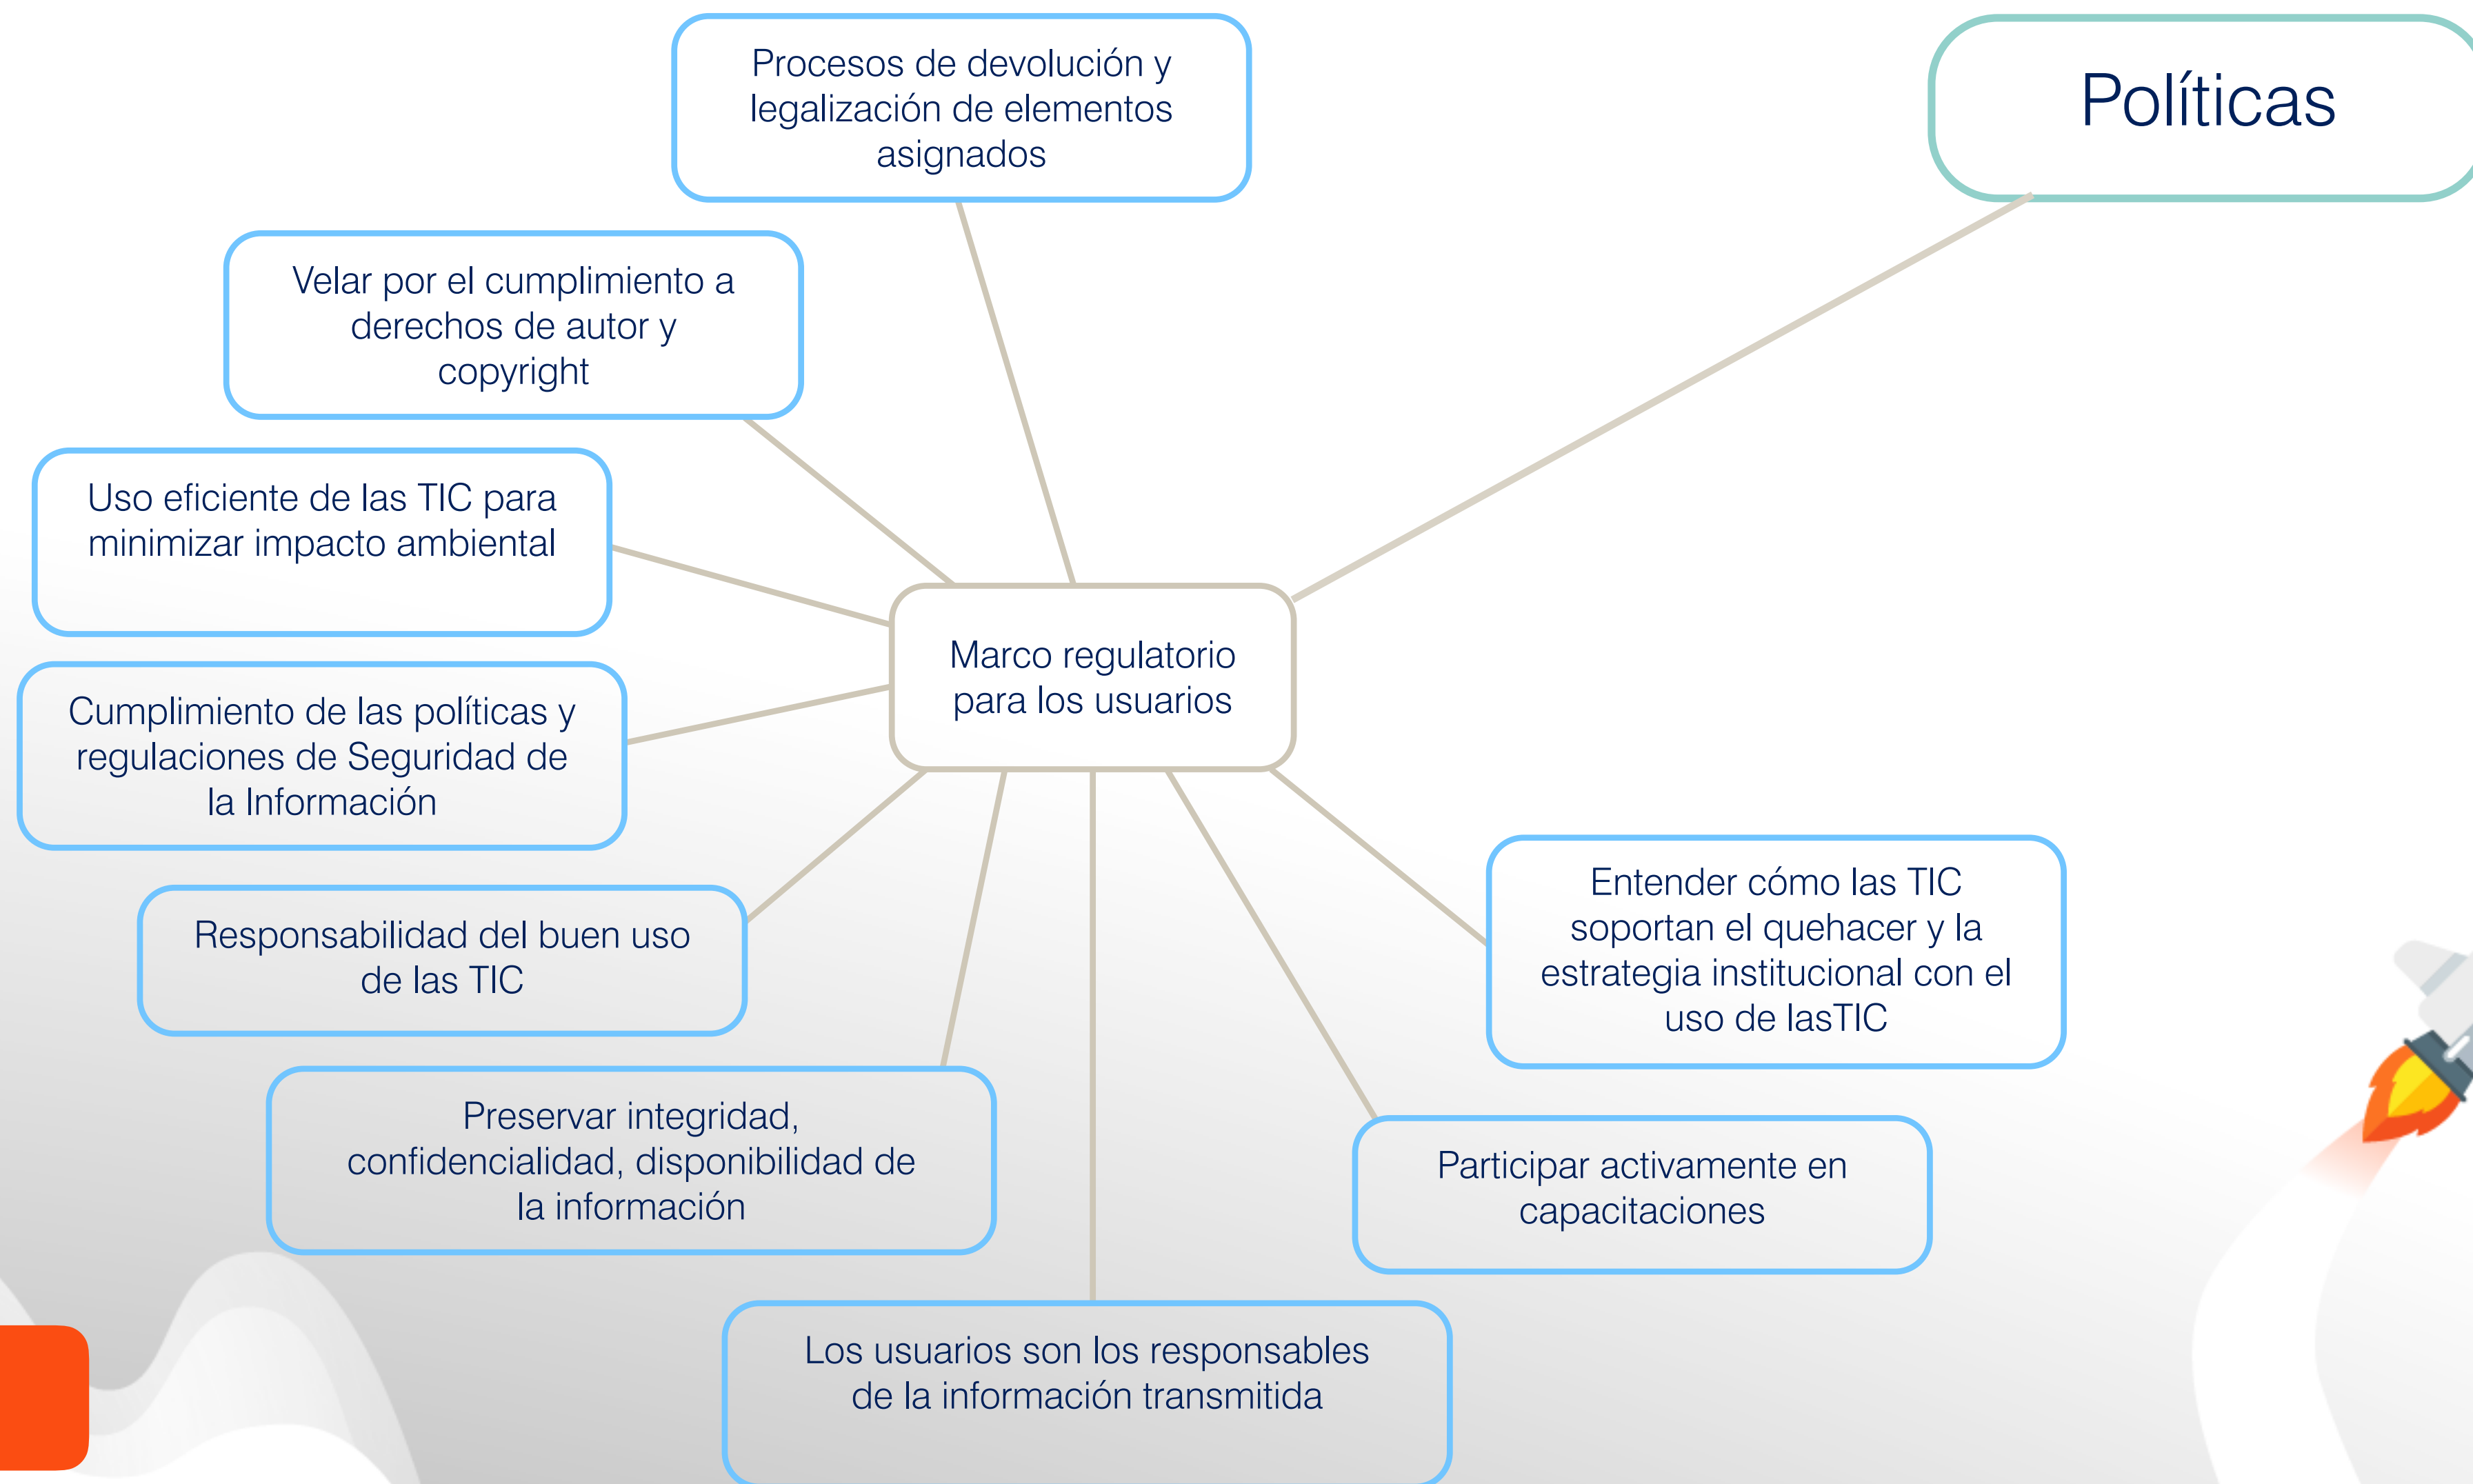 Procesos de devolución y
legalización de elementos
asignados
Políticas
Velar por el cumplimiento a
derechos de autor y
copyright
Uso eficiente de las TIC para
minimizar impacto ambiental
Marco regulatorio
para los usuarios
Cumplimiento de las políticas y
regulaciones de Seguridad de
la Información
Responsabilidad del buen uso
de las TIC
Entender cómo las TIC
soportan el quehacer y la
estrategia institucional con el
uso de lasTIC
Preservar integridad,
confidencialidad, disponibilidad de
la información
Participar activamente en
capacitaciones
Los usuarios son los responsables
de la información transmitida